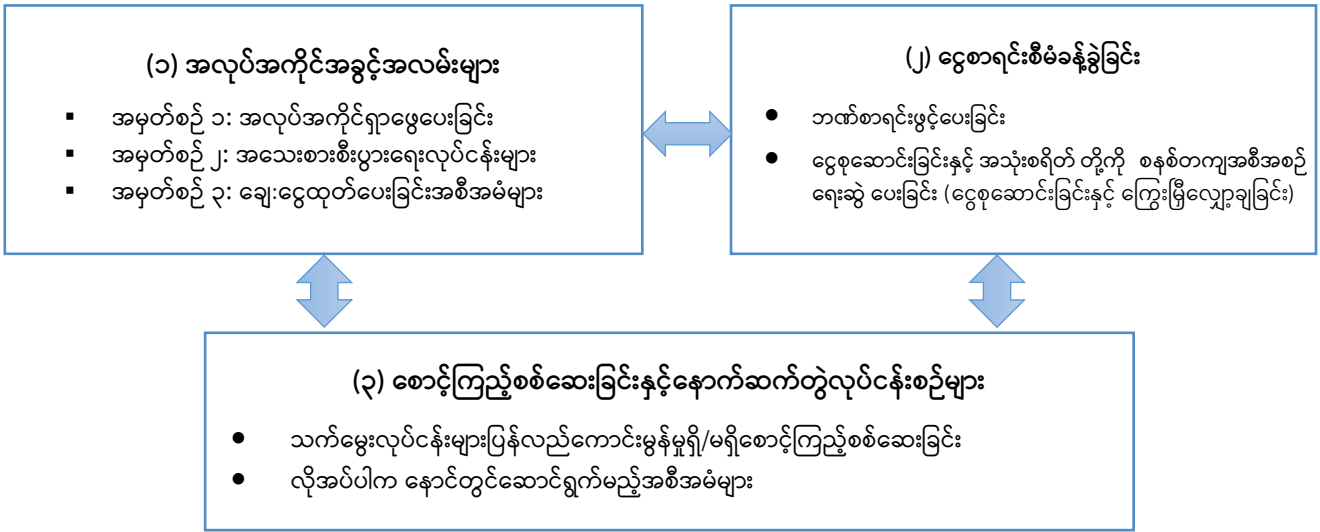 (၁) အလုပ်အကိုင်အခွင့်အလမ်းများ
▪ အမှတ်စဉ် ၁: အလုပ်အကိုင်ရှာဖွေပေးခြင်း
▪ အမှတ်စဉ် ၂: အသေးစားစီးပွားရေးလုပ်ငန်းများ
▪ အမှတ်စဉ် ၃: ချေးငွေထုတ်ပေးခြင်းအစီအမံများ
(၂) ငွေစာရင်းစီမံခန့်ခွဲခြင်း
● ဘဏ်စာရင်းဖွင့်ပေးခြင်း
● ငွေစုဆောင်းခြင်းနှင့် အသုံးစရိတ် တို့ကို စနစ်တကျအစီအစဉ်
ရေးဆွဲ ပေးခြင်း (ငွေစုဆောင်းခြင်းနှင့် ကြွေးမြီလျှော့ချခြင်း)
(၃) စောင့်ကြည့်စစ်ဆေးခြင်းနှင့်နောက်ဆက်တွဲလုပ်ငန်းစဉ်များ
● သက်မွေးလုပ်ငန်းများပြန်လည်ကောင်းမွန်မှုရှိ/မရှိစောင့်ကြည့်စစ်ဆေးခြင်း
● လိုအပ်ပါက နောင်တွင်ဆောင်ရွက်မည့်အစီအမံများ